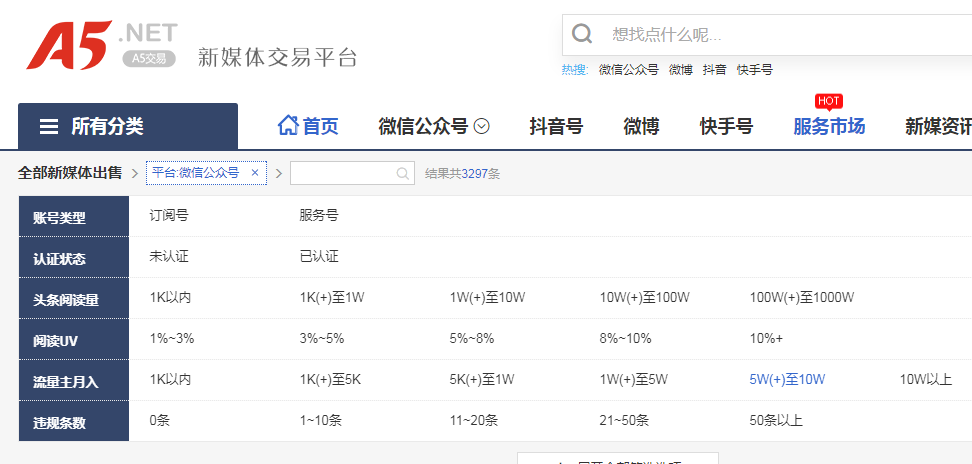 A5.NET
A5交易
新媒体交易平台
想找点什么呢...
热搜: 微信公众号 微博 抖音 快手号
所有分类 首页 微信公众号 抖音号 微博 快手号 HOT 服务市场 新媒资讯
全部新媒体出售 > 平台:微信公众号 × > 结果共3297条
账号类型 订阅号 服务号
认证状态 未认证 已认证
头条阅读量 1K以内 1K(+)至1W 1W(+)至10W 10W(+)至100W 100W(+)至1000W
阅读UV 1%~3% 3%~5% 5%~8% 8%~10% 10%+
流量主月入 1K以内 1K(+)至5K 5K(+)至1W 1W(+)至5W 5W(+)至10W 10W以上
违规条数 0条 1~10条 11~20条 21~50条 50条以上